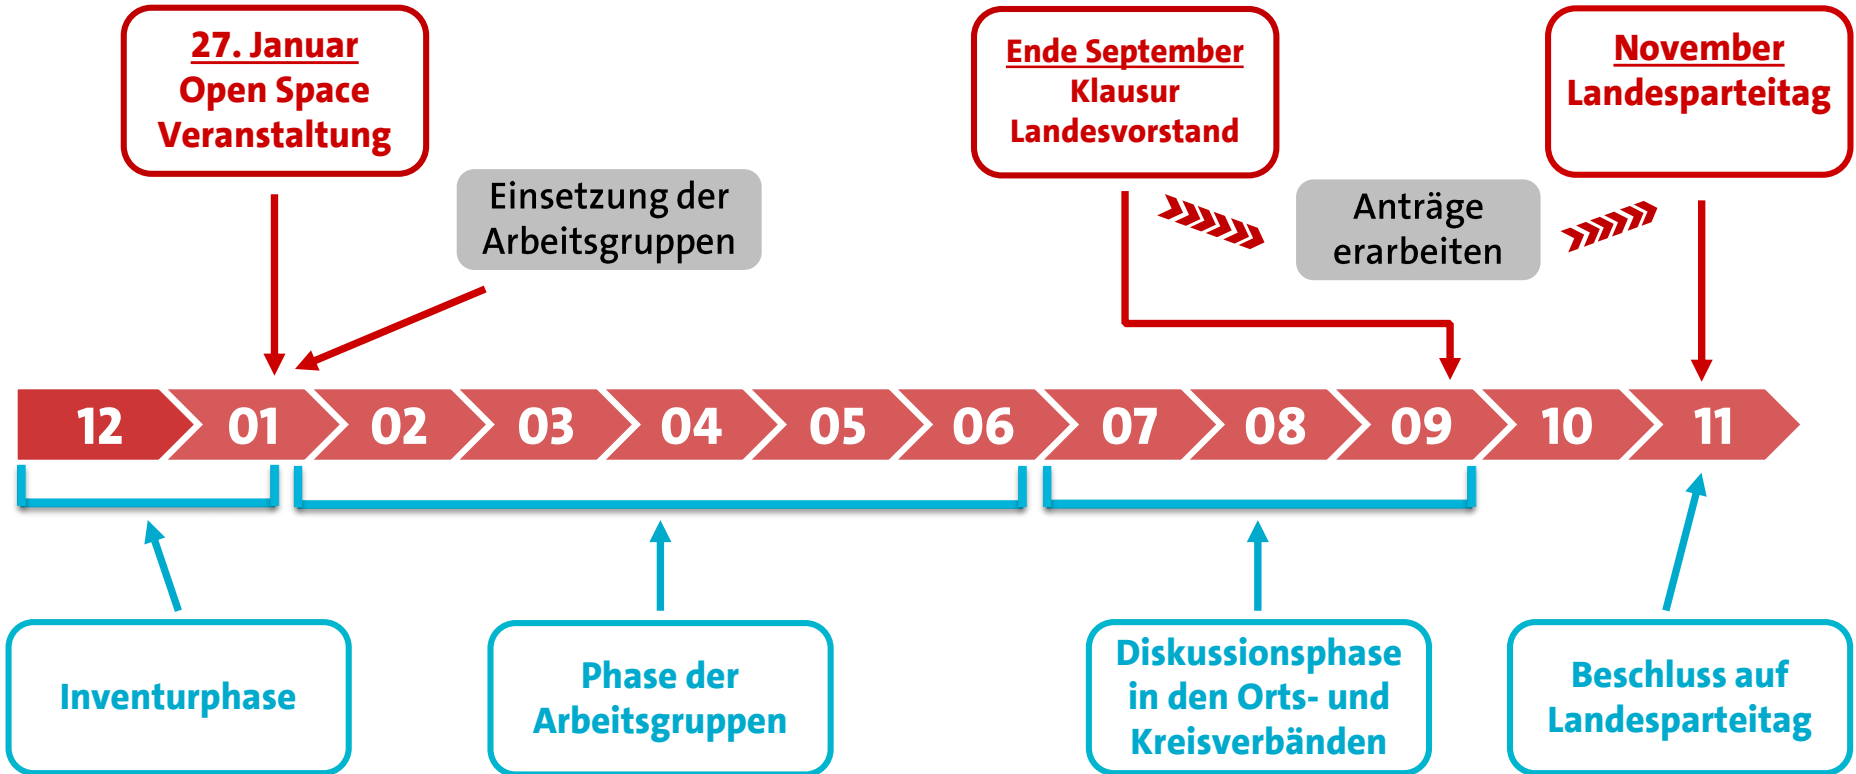 27. Januar
Open Space
Veranstaltung
Ende September
Klausur
Landesvorstand
November
Landesparteitag
Einsetzung der
Arbeitsgruppen
Anträge
erarbeiten
12 01 02 03 04 05 06 07 08 09 10 11
Inventurphase
Phase der
Arbeitsgruppen
Diskussionsphase
in den Orts- und
Kreisverbänden
Beschluss auf
Landesparteitag